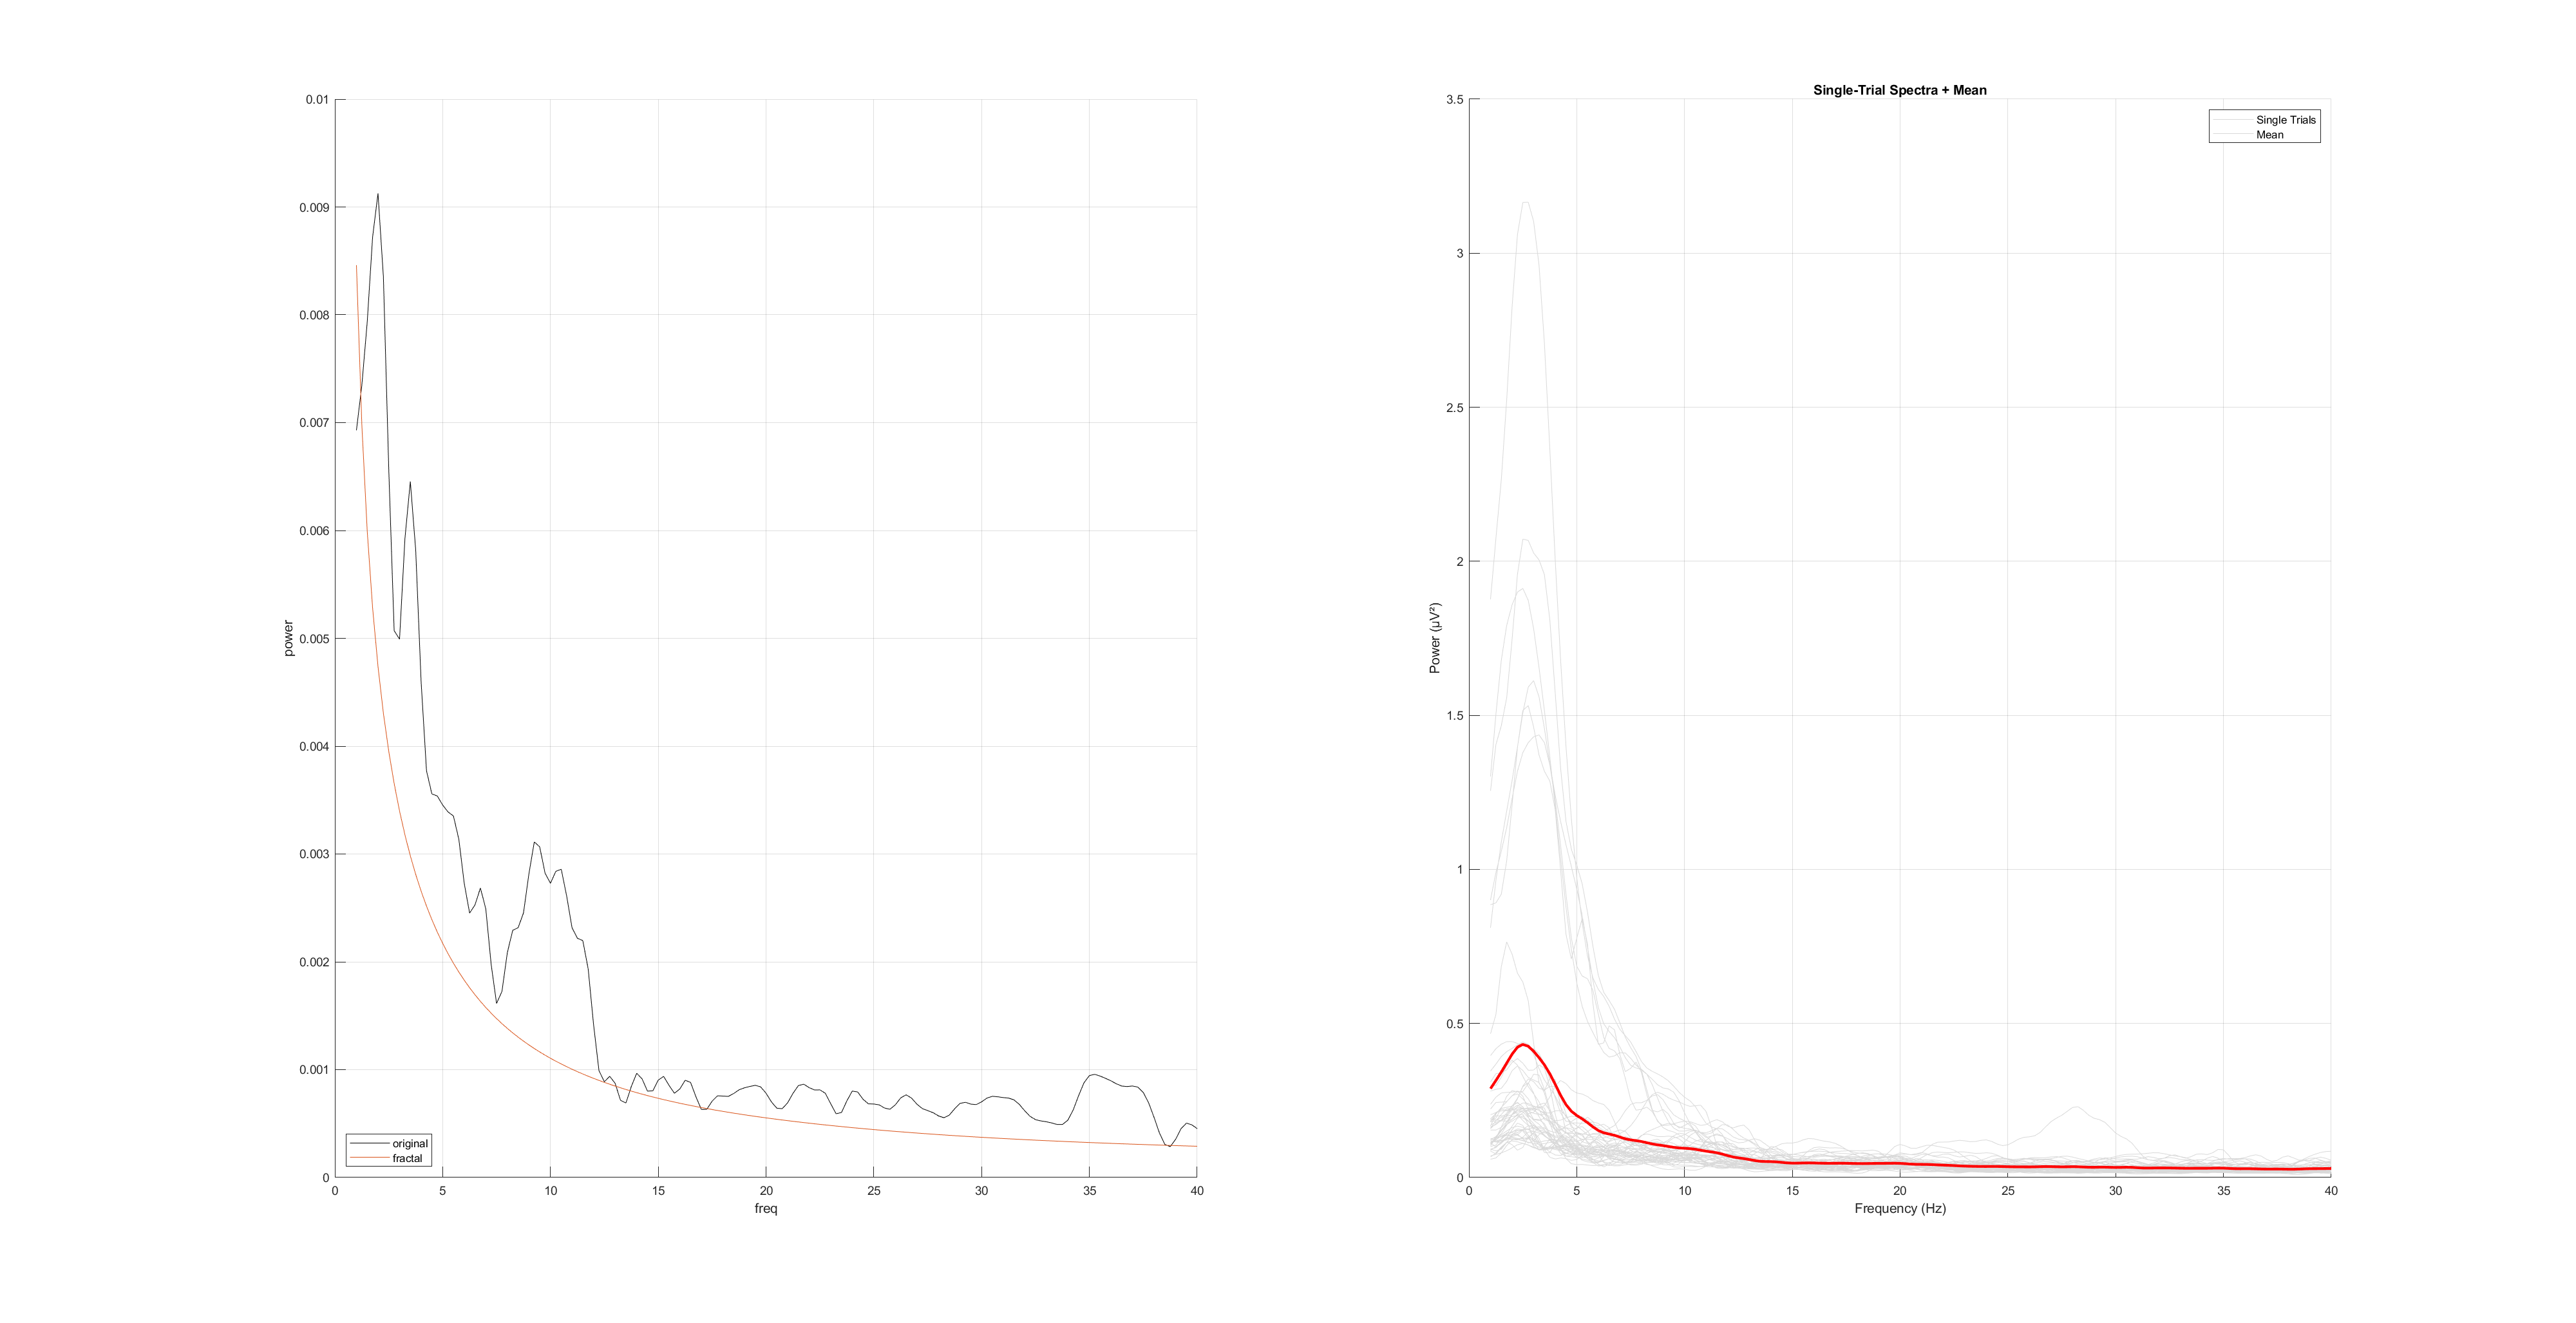 0.01
0.009
0.008
0.007
0.006
0.005
0.004
0.003
0.002
0.001
0
power
original
fractal
0 5 10 15 20 25 30 35 40
freq
Single-Trial Spectra + Mean
Single Trials
Mean
3.5
3
2.5
2
1.5
1
0.5
0
Power (µV²)
0 5 10 15 20 25 30 35 40
Frequency (Hz)